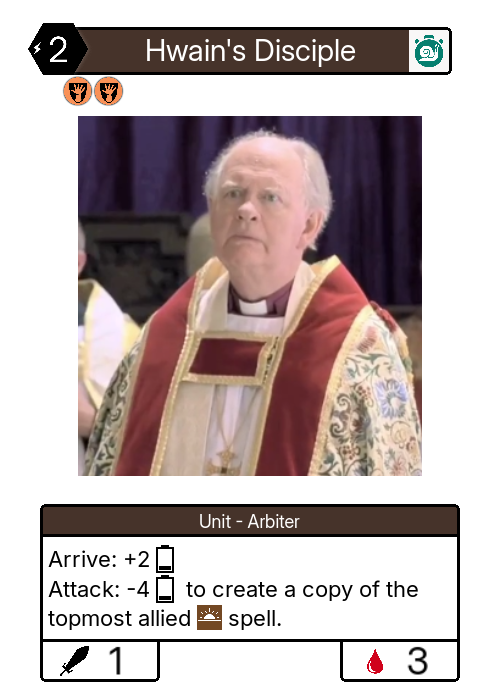 2
Hwain's Disciple
Unit - Arbiter
Arrive: +2
Attack: -4 to create a copy of the
topmost allied spell.
1
3